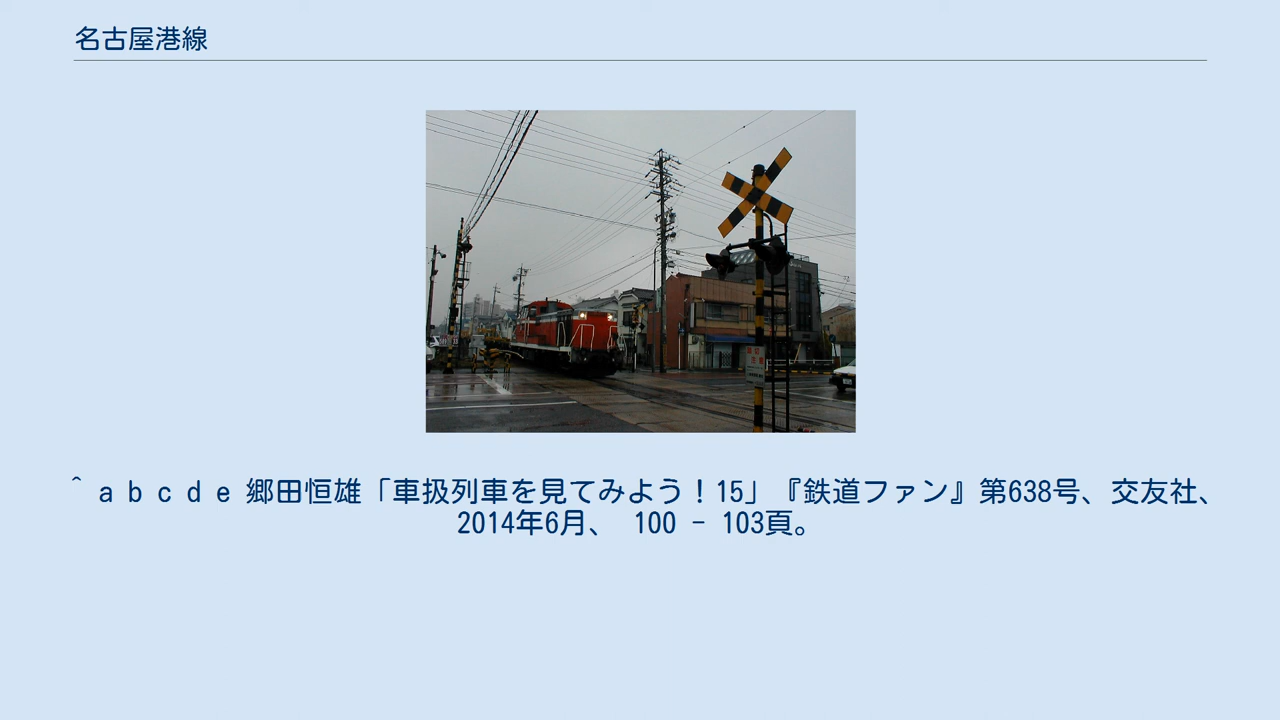 名古屋港線
^ a b c d e 郷田恒雄「車扱列車を見てみよう！15」『鉄道ファン』第638号、交友社、
2014年6月、 100 - 103頁。